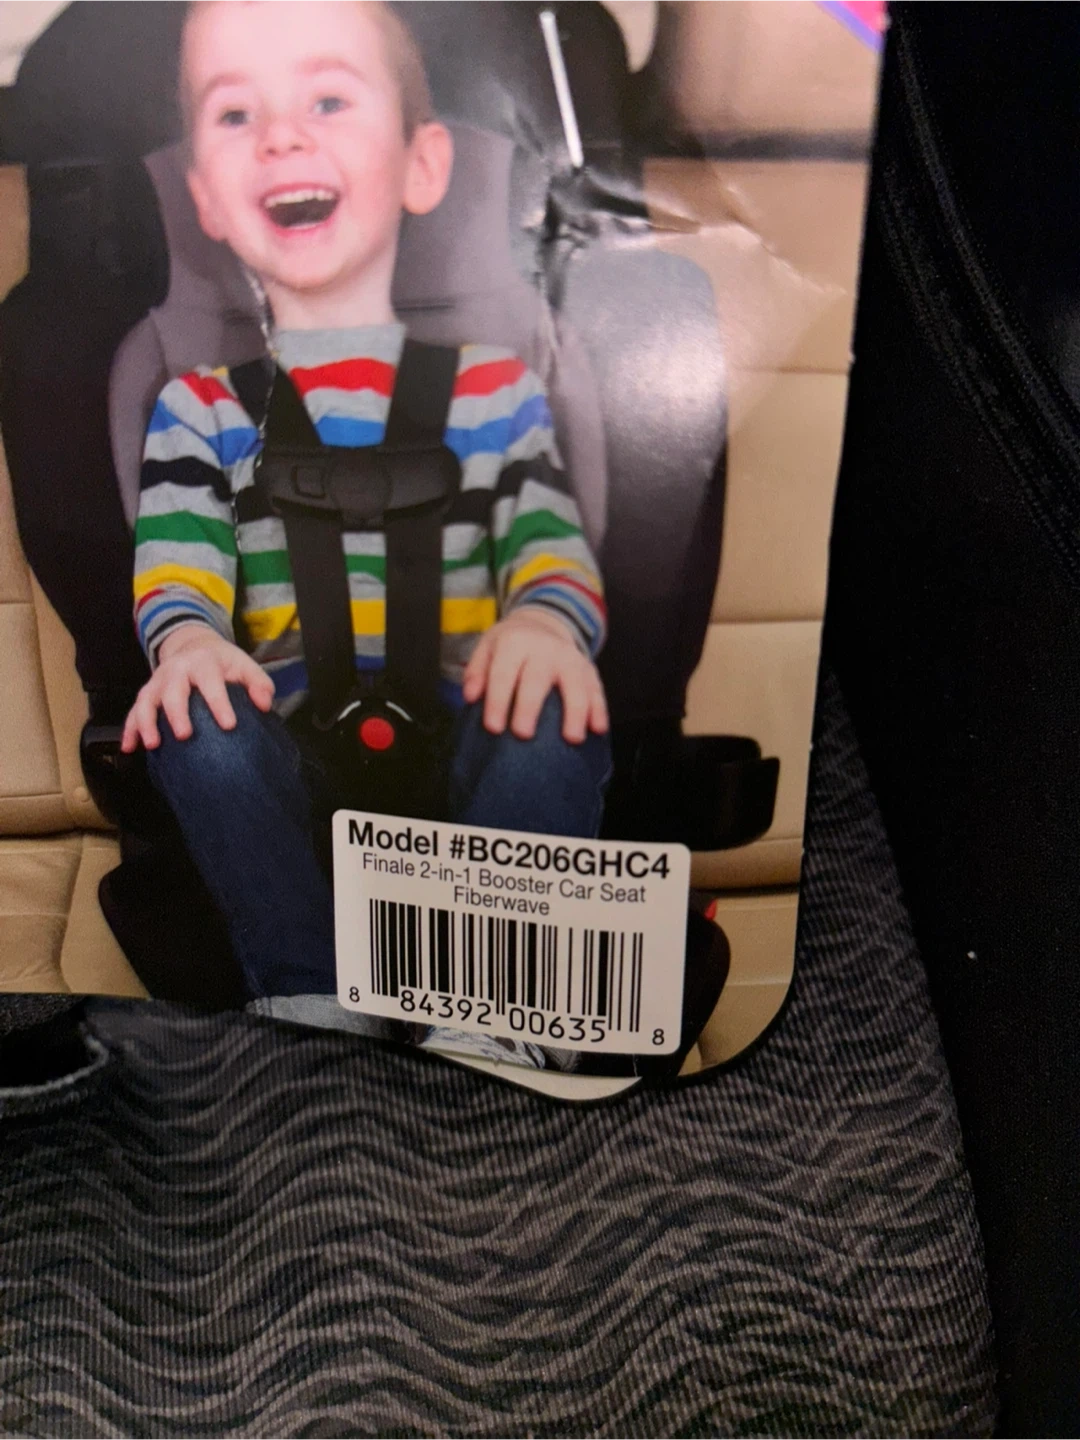 Model #BC206GHC4
Finale 2-in-1 Booster Car Seat
Fiberwave
8 84392 00635 8